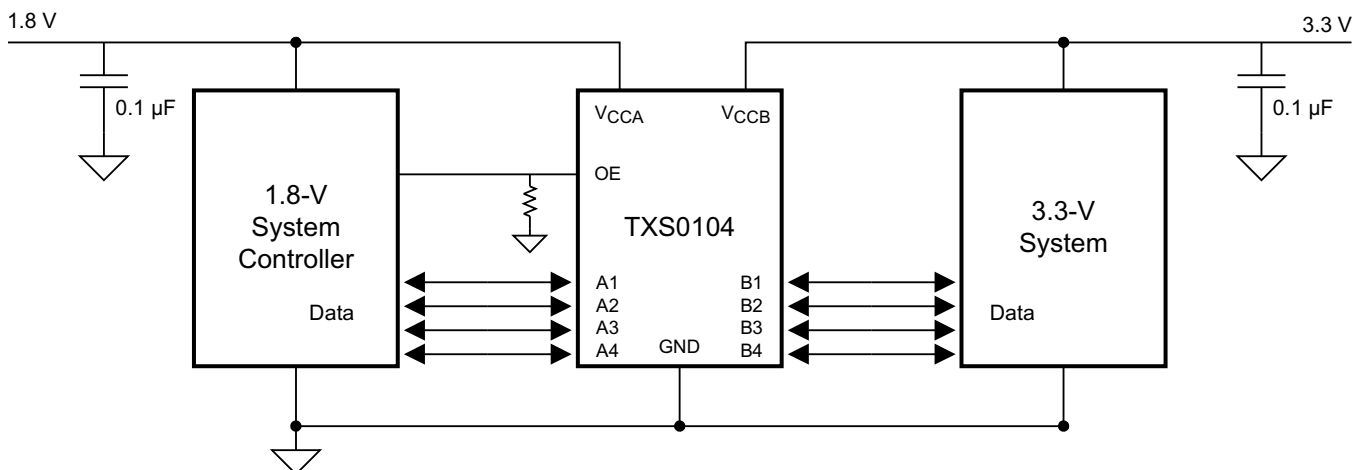 1.8 V
3.3 V
0.1 µF
VCCA
VCCB
0.1 µF
OE
1.8-V
System
Controller
TXS0104
3.3-V
System
Data
A1
A2
A3
A4
GND
B1
B2
B3
B4
Data